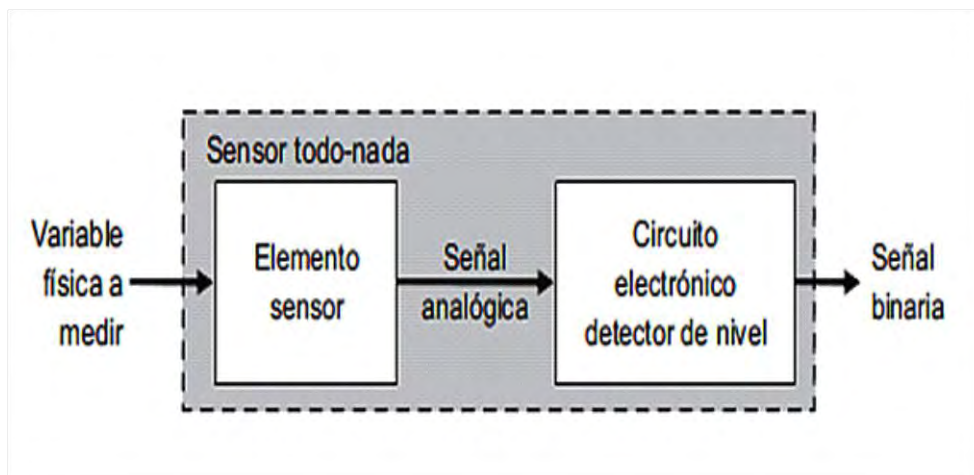 Sensor todo-nada
Variable
física a
medir
Elemento
sensor
Señal
analógica
Circuito
electrónico
detector de nivel
Señal
binaria